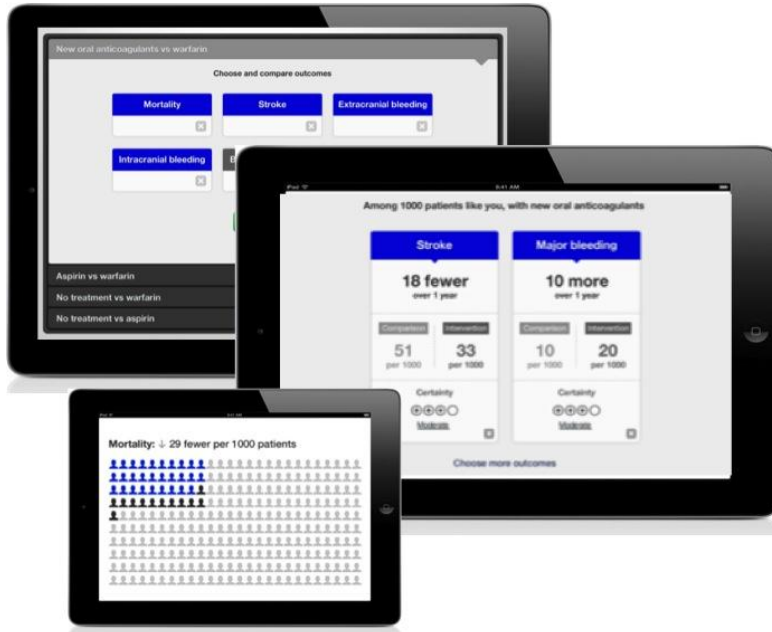 New oral anticoagulants vs warfarin
Choose and compare outcomes
Mortality
Stroke
Extracranial bleeding
Intracranial bleeding
B
Aspirin vs warfarin
No treatment vs warfarin
No treatment vs aspirin
iPod
9:41 AM
Among 1000 patients like you, with new oral anticoagulants
Stroke
18 fewer
over 1 year
Comparison
Intervention
51
per 1000
33
per 1000
Certainty
Moderate
Major bleeding
10 more
over 1 year
Comparison
Intervention
10
per 1000
20
per 1000
Certainty
Moderate
Choose more outcomes
Mortality: ↓ 29 fewer per 1000 patients